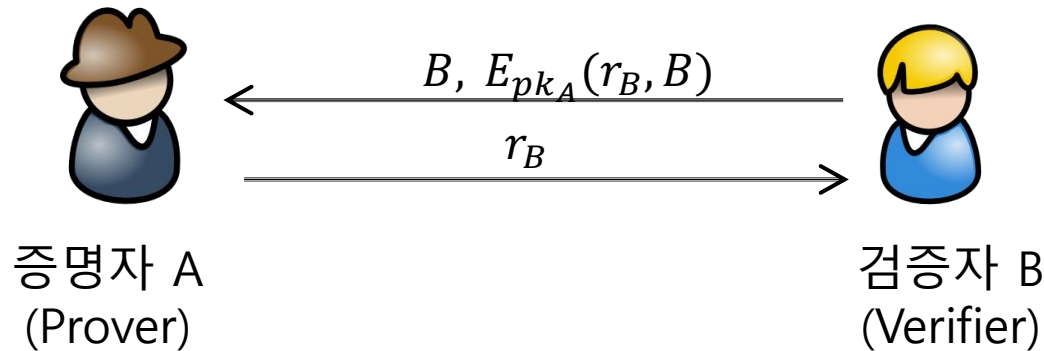 B, E_{pk_A}(r_B, B)
r_B
증명자 A
(Prover)
검증자 B
(Verifier)